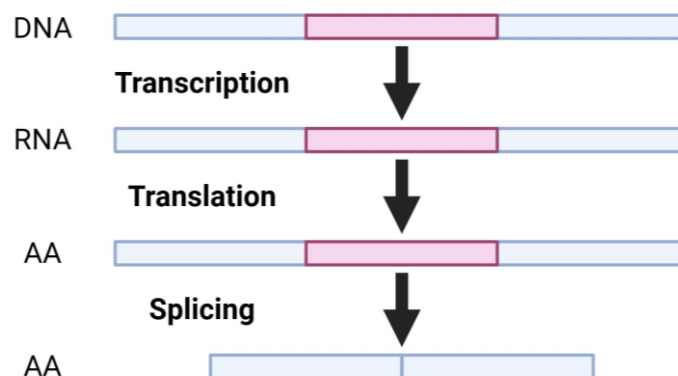 DNA
Transcription
RNA
Translation
AA
Splicing
AA